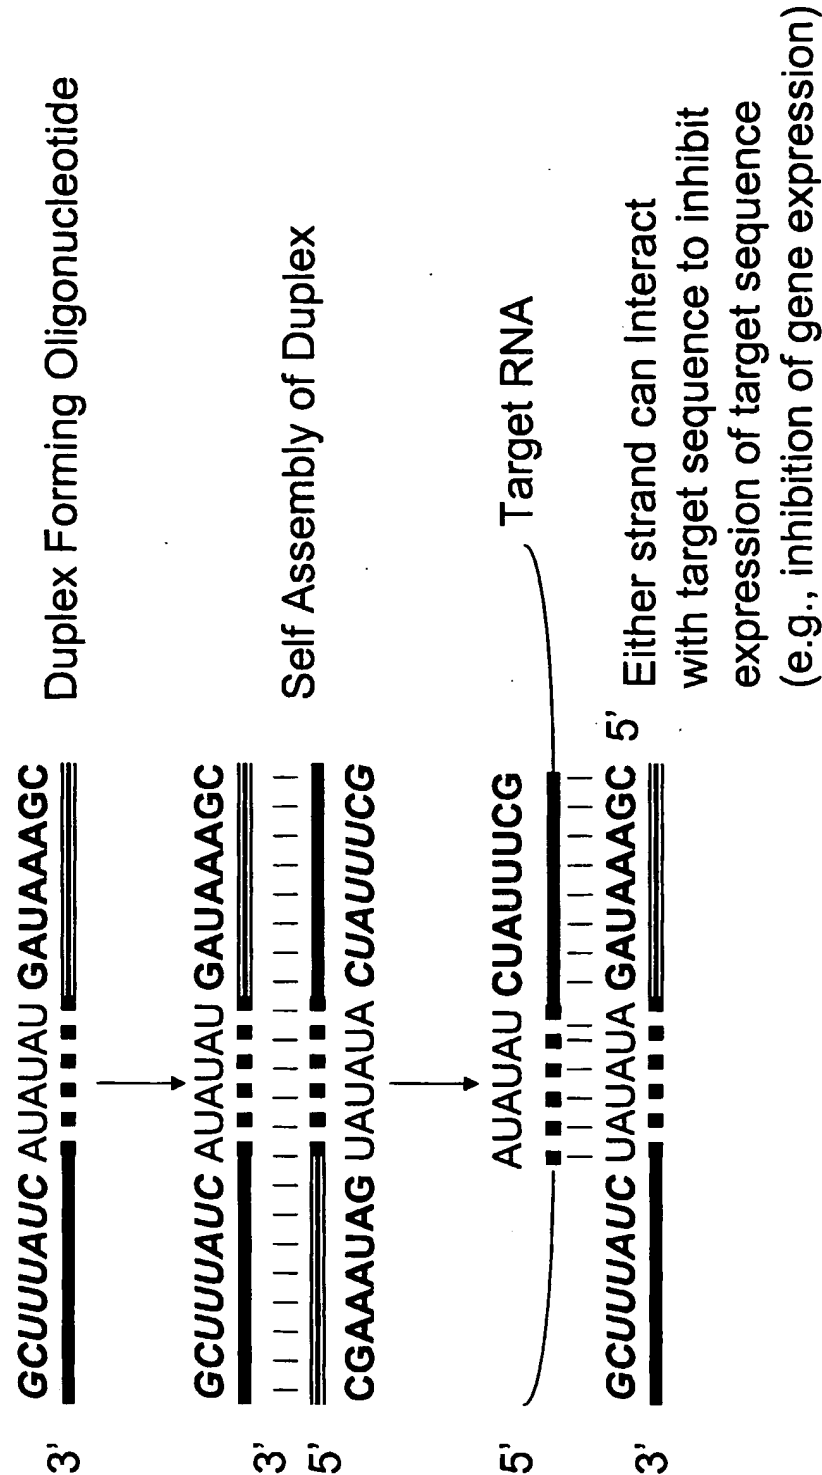 GCUUUAUC AUAUAU GAUAAAGC
3'
Duplex Forming Oligonucleotide
GCUUUAUC AUAUAU GAUAAAGC
3'
5'
Self Assembly of Duplex
CGAAAUAG UAUAUA CUAUUUCG
AUAUAU CUAUUUCG
5'
Target RNA
GCUUUAUC UAUAUA GAUAAAGC 5'
3'
Either strand can Interact
with target sequence to inhibit
expression of target sequence
(e.g., inhibition of gene expression)